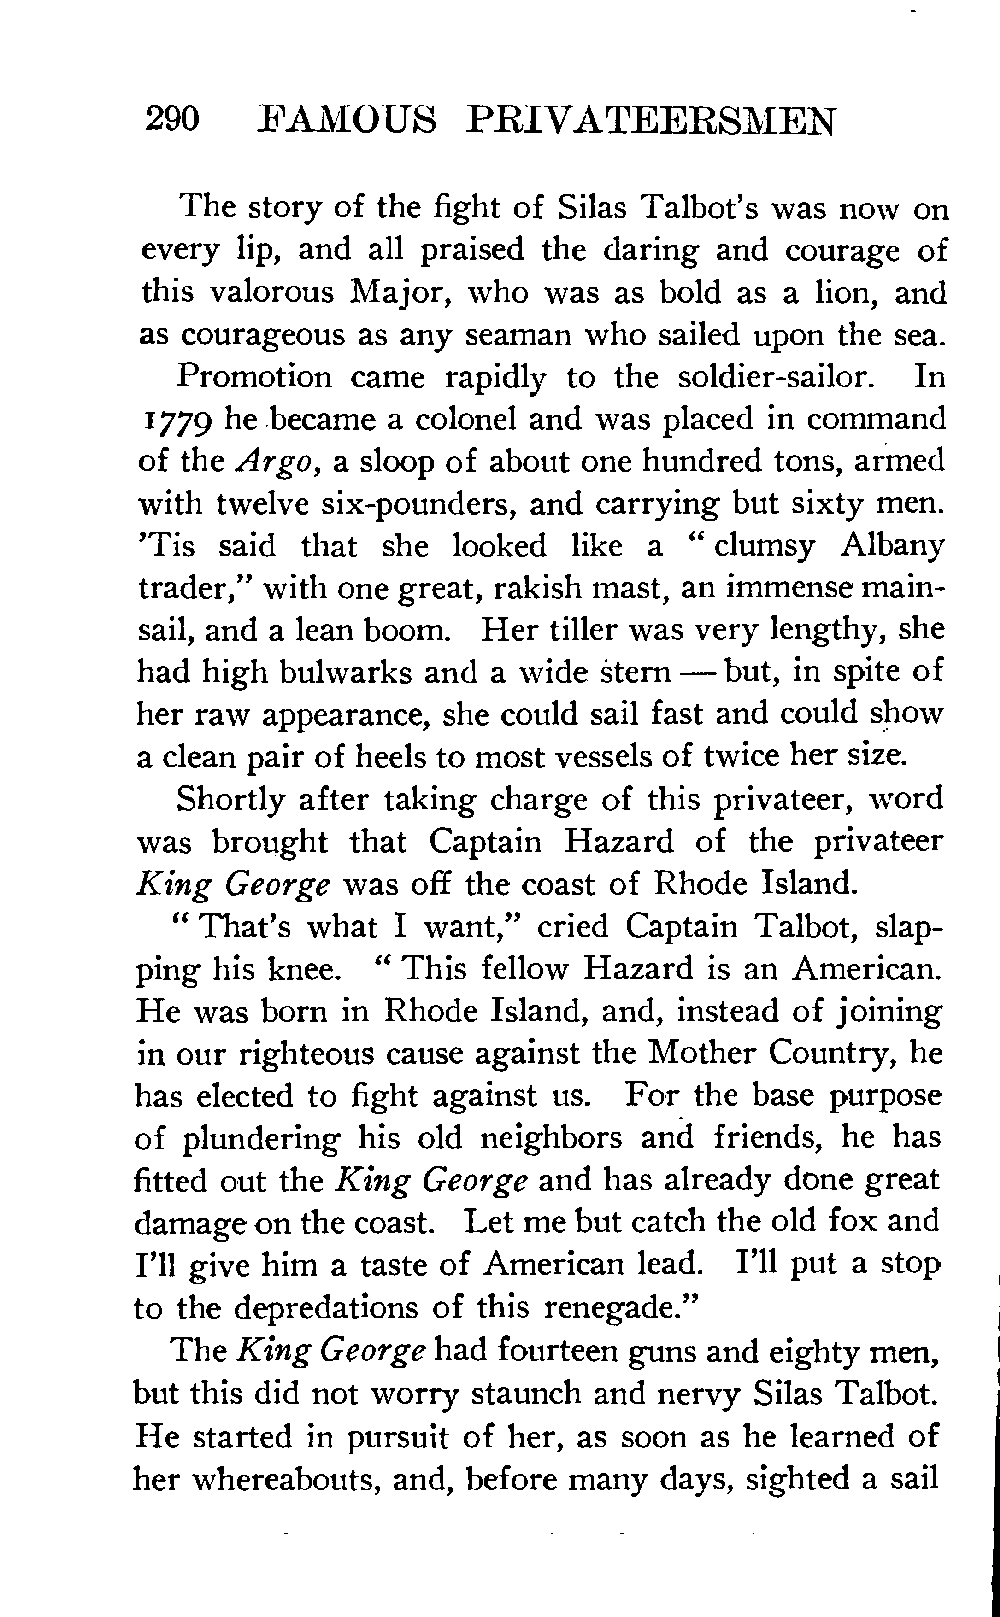 290 FAMOUS PRIVATEERSMEN
The story of the fight of Silas Talbot's was now on
every lip, and all praised the daring and courage of
this valorous Major, who was as bold as a lion, and
as courageous as any seaman who sailed upon the sea.
Promotion came rapidly to the soldier-sailor. In
1779 he became a colonel and was placed in command
of the Argo, a sloop of about one hundred tons, armed
with twelve six-pounders, and carrying but sixty men.
'Tis said that she looked like a " clumsy Albany
trader," with one great, rakish mast, an immense main-
sail, and a lean boom. Her tiller was very lengthy, she
had high bulwarks and a wide stern — but, in spite of
her raw appearance, she could sail fast and could show
a clean pair of heels to most vessels of twice her size.
Shortly after taking charge of this privateer, word
was brought that Captain Hazard of the privateer
King George was off the coast of Rhode Island.
" That's what I want," cried Captain Talbot, slap-
ping his knee. " This fellow Hazard is an American.
He was born in Rhode Island, and, instead of joining
in our righteous cause against the Mother Country, he
has elected to fight against us. For the base purpose
of plundering his old neighbors and friends, he has
fitted out the King George and has already done great
damage on the coast. Let me but catch the old fox and
I'll give him a taste of American lead. I'll put a stop
to the depredations of this renegade."
The King George had fourteen guns and eighty men,
but this did not worry staunch and nervy Silas Talbot.
He started in pursuit of her, as soon as he learned of
her whereabouts, and, before many days, sighted a sail